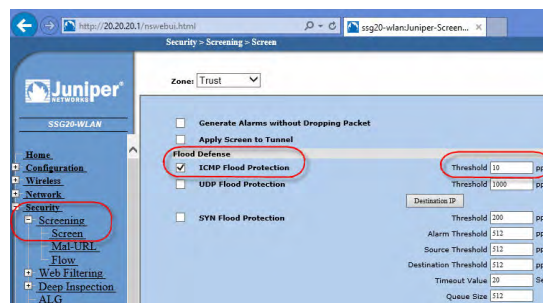 http://20.20.20.1/nswebui.html
ssg20-wlan:Juniper-Screen...
Security > Screening > Screen
Juniper
NETWORKS
SSG20-WLAN
Home
Configuration
Wireless
Network
Security
Screening
Screen
Mal-URL
Flow
Web Filtering
Deep Inspection
ALG
Zone: Trust
Generate Alarms without Dropping Packet
Apply Screen to Tunnel
Flood Defense
ICMP Flood Protection Threshold 10
UDP Flood Protection Threshold 1000
Destination IP
SYN Flood Protection Threshold 200
Alarm Threshold 512
Source Threshold 512
Destination Threshold 512
Timeout Value 20
Queue Size 512